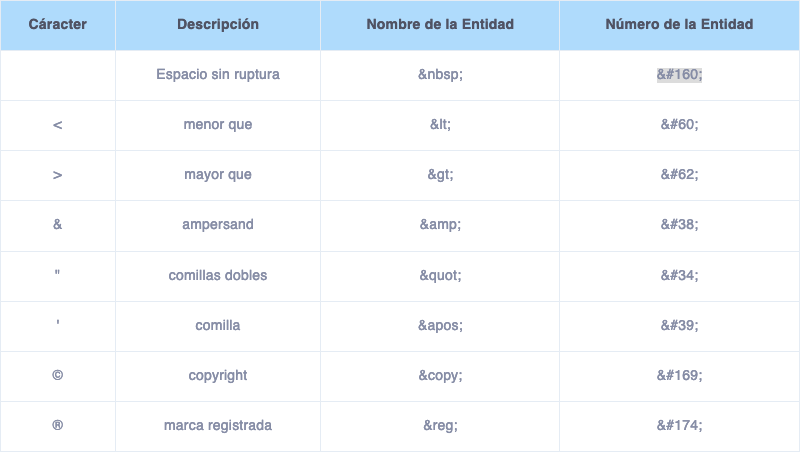 Cáracter Descripción Nombre de la Entidad Número de la Entidad
Espacio sin ruptura &nbsp; &#160;
< menor que &lt; &#60;
> mayor que &gt; &#62;
& ampersand &amp; &#38;
" comillas dobles &quot; &#34;
' comilla &apos; &#39;
© copyright &copy; &#169;
® marca registrada &reg; &#174;